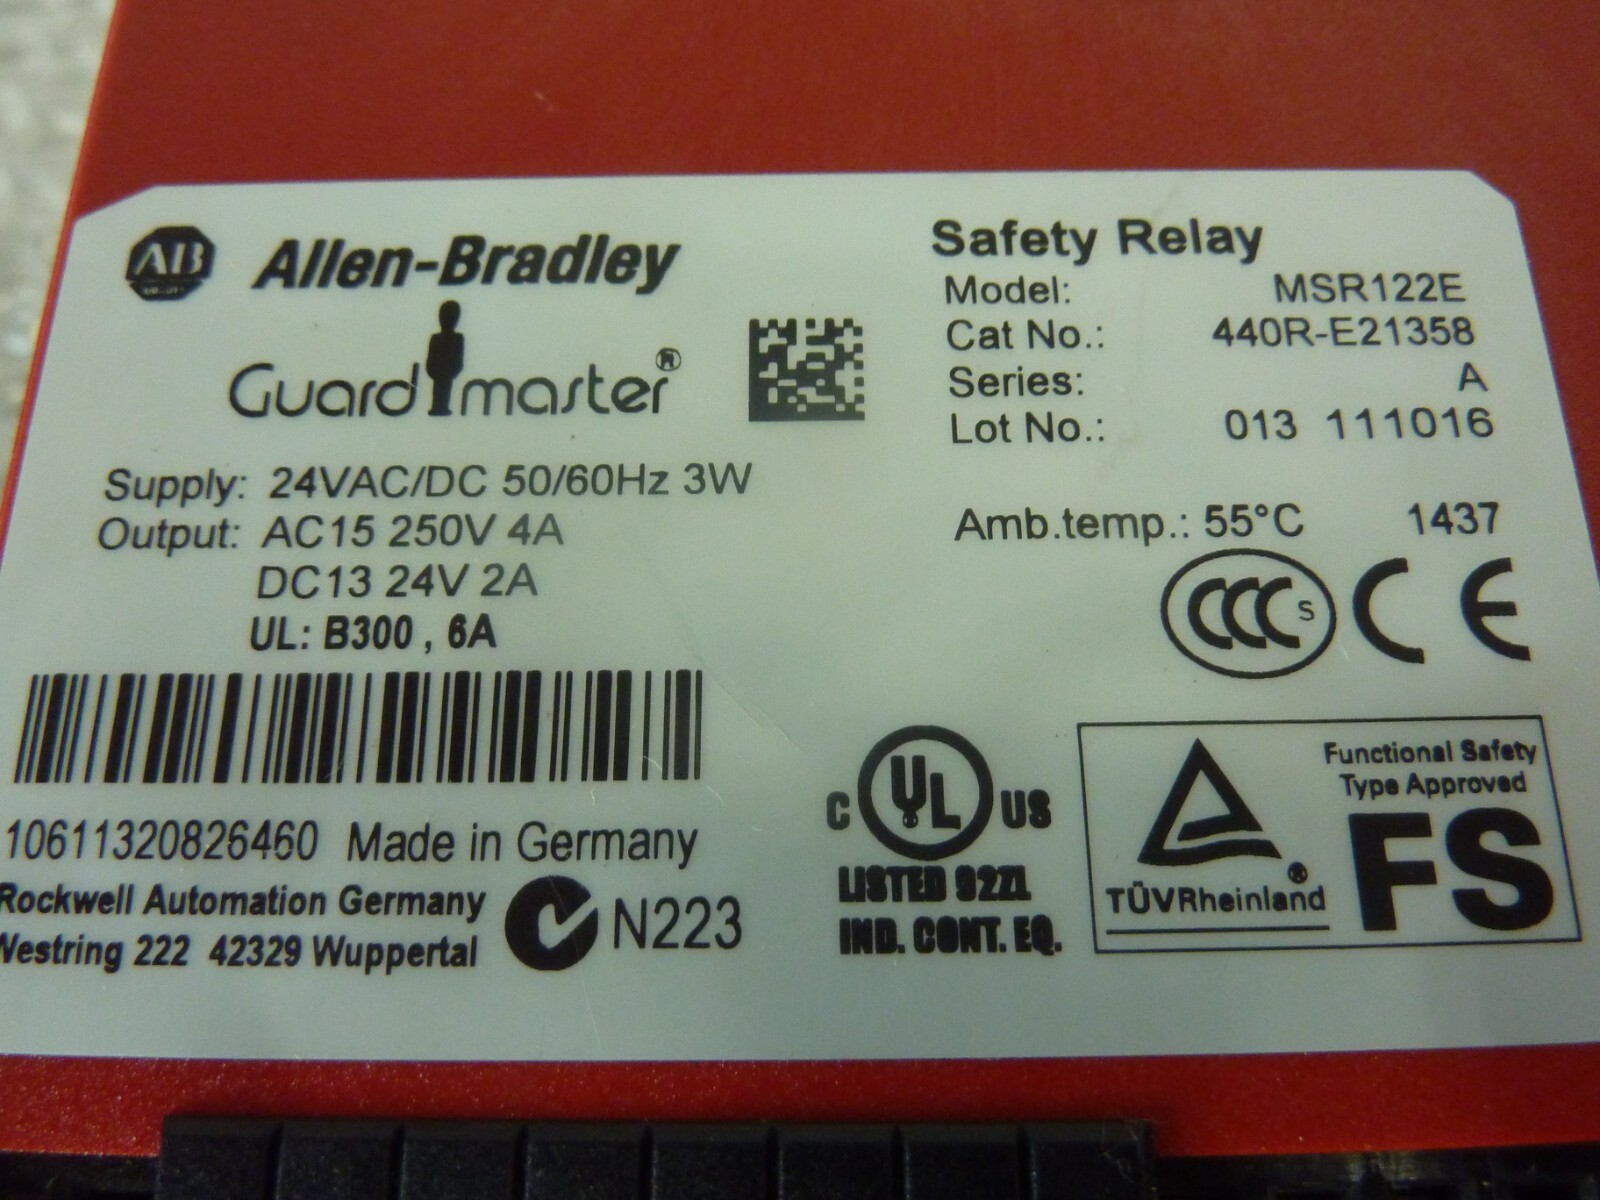 AB Allen-Bradley
Guardmaster®
Supply: 24VAC/DC 50/60Hz 3W
Output: AC15 250V 4A
DC13 24V 2A
UL: B300 , 6A
10611320826460 Made in Germany
Rockwell Automation Germany
Westring 222 42329 Wuppertal
N223
Safety Relay
Model: MSR122E
Cat No.: 440R-E21358
Series: A
Lot No.: 013 111016
Amb.temp.: 55°C 1437
CCC S CE
C UL US
LISTED 92Z1
IND. CONT. EQ.
Functional Safety
Type Approved
FS
TÜVRheinland®